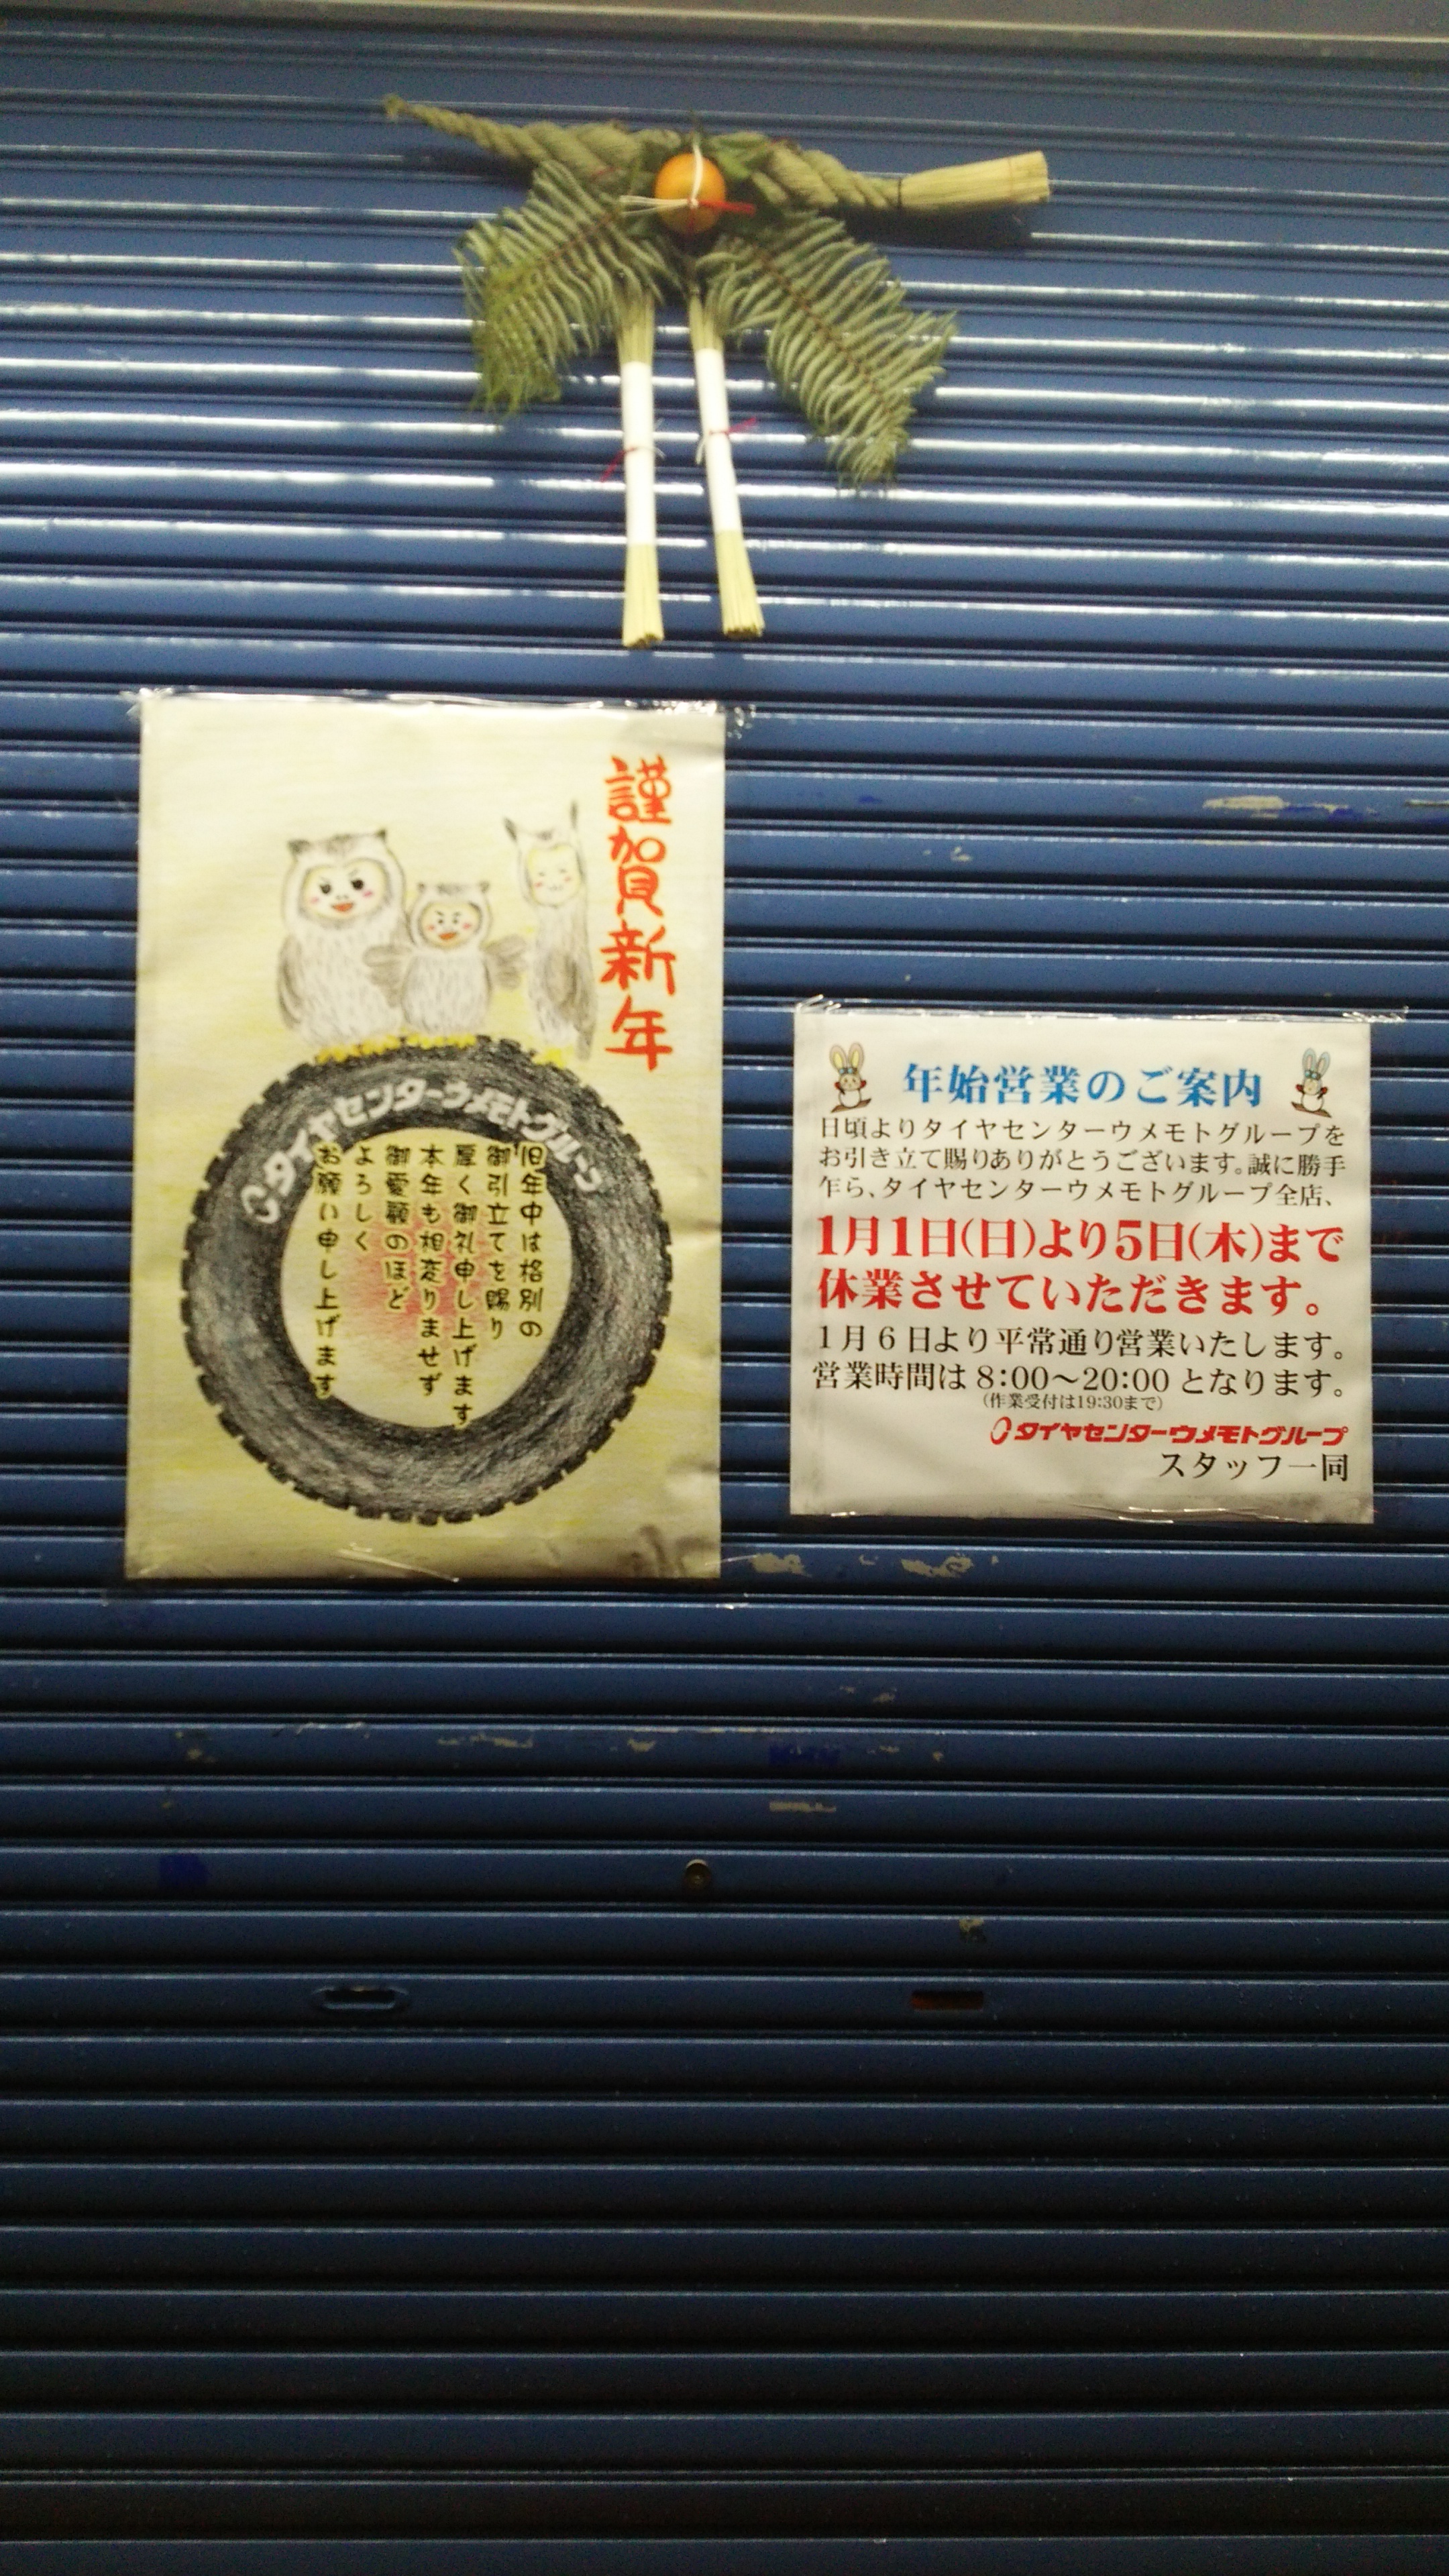 謹賀新年
タイヤセンターウメモトグループ
旧年中は格別の
御引立てを賜り
厚く御礼申し上げます
本年も相変りませず
御愛顧のほど
よろしく
お願い申し上げます
年始営業のご案内
日頃よりタイヤセンターウメモトグループを
お引き立て賜りありがとうございます。誠に勝手
乍ら、タイヤセンターウメモトグループ全店、
1月1日(日)より5日(木)まで
休業させていただきます。
1月6日より平常通り営業いたします。
営業時間は 8:00〜20:00 となります。
(作業受付は19:30まで)
タイヤセンターウメモトグループ
スタッフ一同